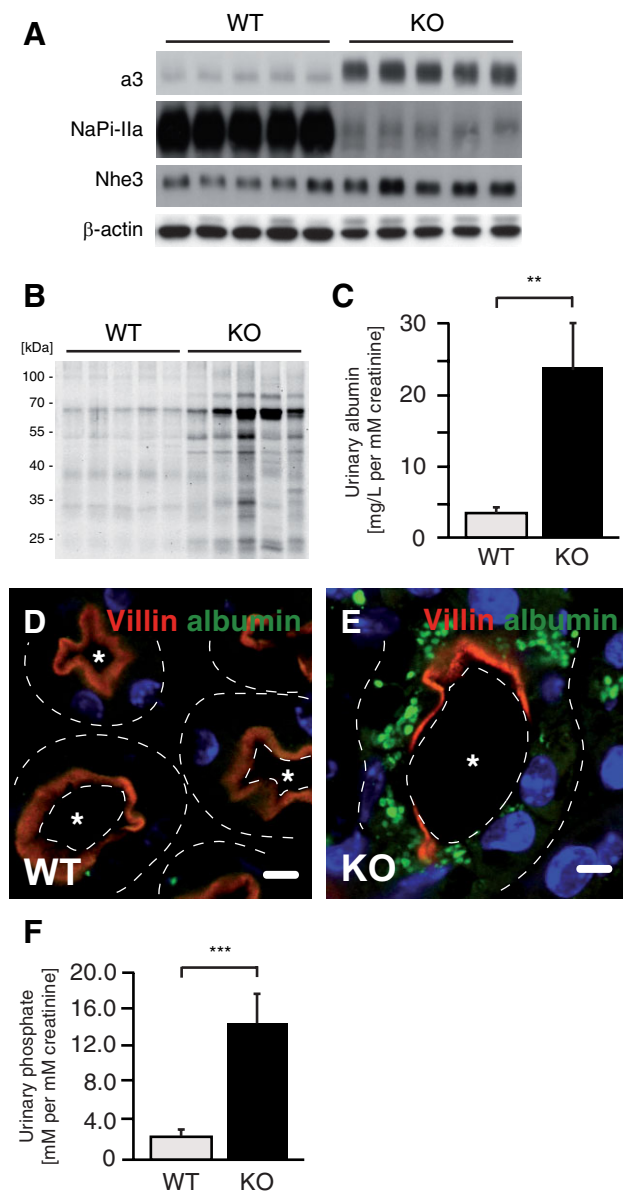 A
WT KO
a3
NaPi-IIa
Nhe3
β-actin
B
WT KO
[kDa]
100 -
70 -
55 -
40 -
35 -
25 -
C
**
Urinary albumin
[mg/L per mM creatinine]
30
20
10
0
WT KO
D Villin albumin
*
*
*
WT
E Villin albumin
*
KO
F
***
Urinary phosphate
[mM per mM creatinine]
20.0
16.0
12.0
8.0
4.0
0
WT KO